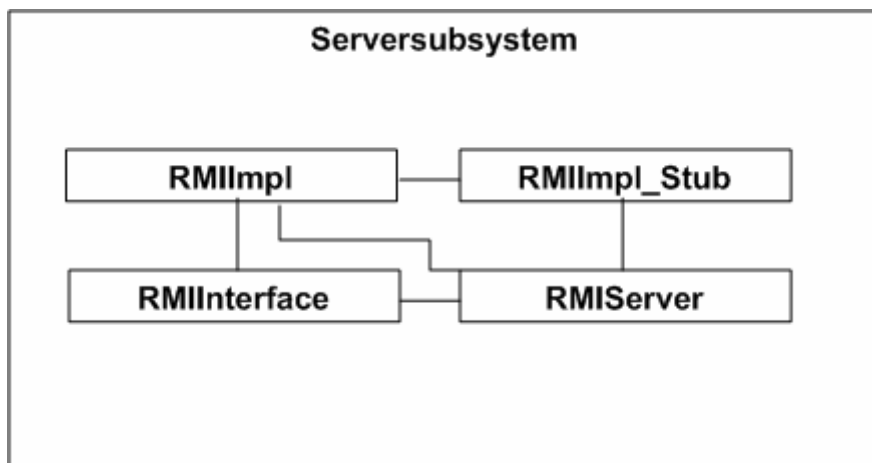 Serversubsystem
RMIImpl
RMIImpl_Stub
RMIInterface
RMIServer